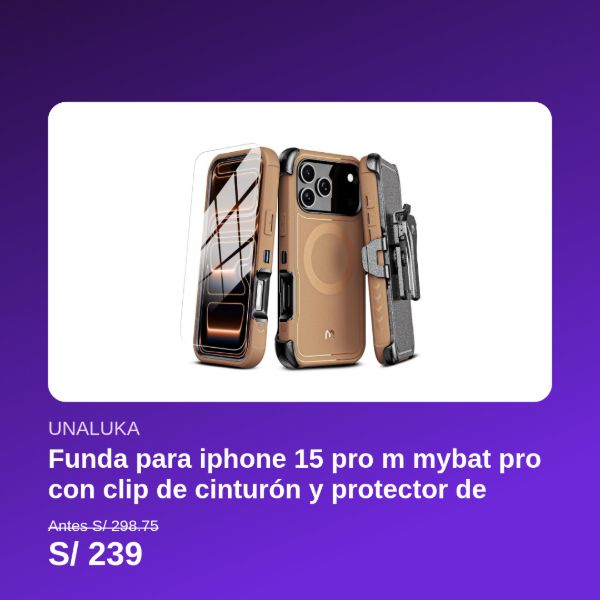 UNALUKA
Funda para iphone 15 pro m mybat pro
con clip de cinturón y protector de
Antes S/ 298.75
S/ 239